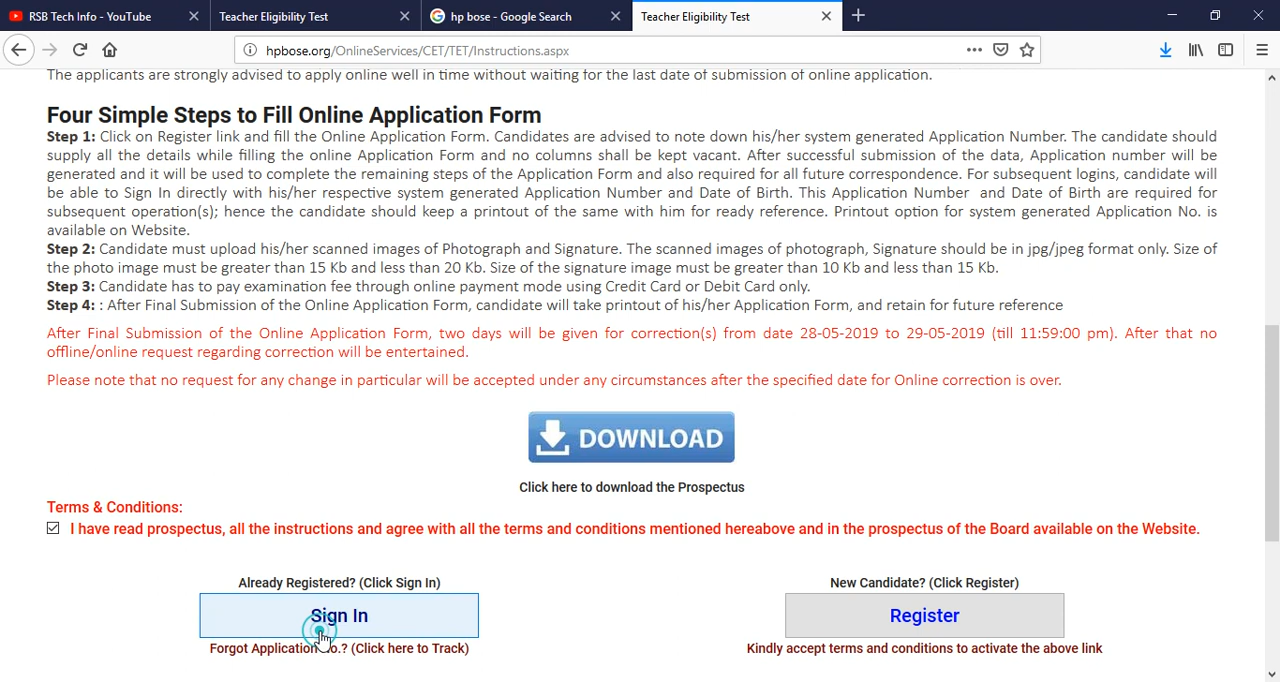 RSB Tech Info - YouTube
Teacher Eligibility Test
hp bose - Google Search
Teacher Eligibility Test
hpbose.org/OnlineServices/CET/TET/Instructions.aspx
The applicants are strongly advised to apply online well in time without waiting for the last date of submission of online application.
Four Simple Steps to Fill Online Application Form
Step 1: Click on Register link and fill the Online Application Form. Candidates are advised to note down his/her system generated Application Number. The candidate should
supply all the details while filling the online Application Form and no columns shall be kept vacant. After successful submission of the data, Application number will be
generated and it will be used to complete the remaining steps of the Application Form and also required for all future correspondence. For subsequent logins, candidate will
be able to Sign In directly with his/her respective system generated Application Number and Date of Birth. This Application Number and Date of Birth are required for
subsequent operation(s); hence the candidate should keep a printout of the same with him for ready reference. Printout option for system generated Application No. is
available on Website.
Step 2: Candidate must upload his/her scanned images of Photograph and Signature. The scanned images of photograph, Signature should be in jpg/jpeg format only. Size of
the photo image must be greater than 15 Kb and less than 20 Kb. Size of the signature image must be greater than 10 Kb and less than 15 Kb.
Step 3: Candidate has to pay examination fee through online payment mode using Credit Card or Debit Card only.
Step 4: : After Final Submission of the Online Application Form, candidate will take printout of his/her Application Form, and retain for future reference
After Final Submission of the Online Application Form, two days will be given for correction(s) from date 28-05-2019 to 29-05-2019 (till 11:59:00 pm). After that no
offline/online request regarding correction will be entertained.
Please note that no request for any change in particular will be accepted under any circumstances after the specified date for Online correction is over.
DOWNLOAD
Click here to download the Prospectus
Terms & Conditions:
I have read prospectus, all the instructions and agree with all the terms and conditions mentioned hereabove and in the prospectus of the Board available on the Website.
Already Registered? (Click Sign In)
New Candidate? (Click Register)
Sign In
Register
Forgot Application No.? (Click here to Track)
Kindly accept terms and conditions to activate the above link